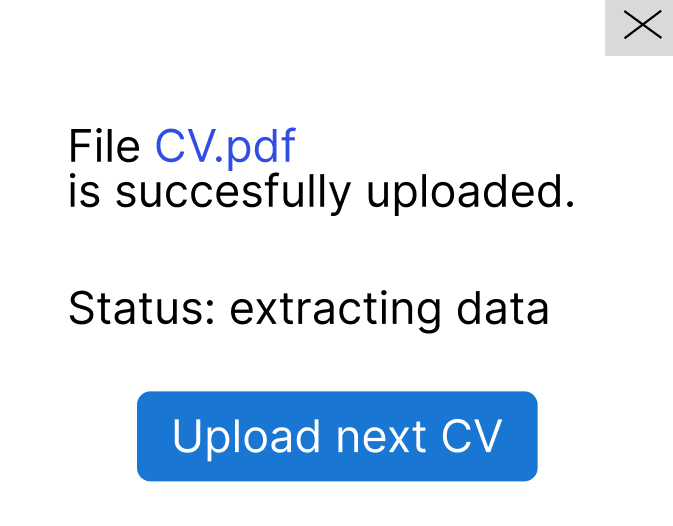 File CV.pdf
is succesfully uploaded.
Status: extracting data
Upload next CV